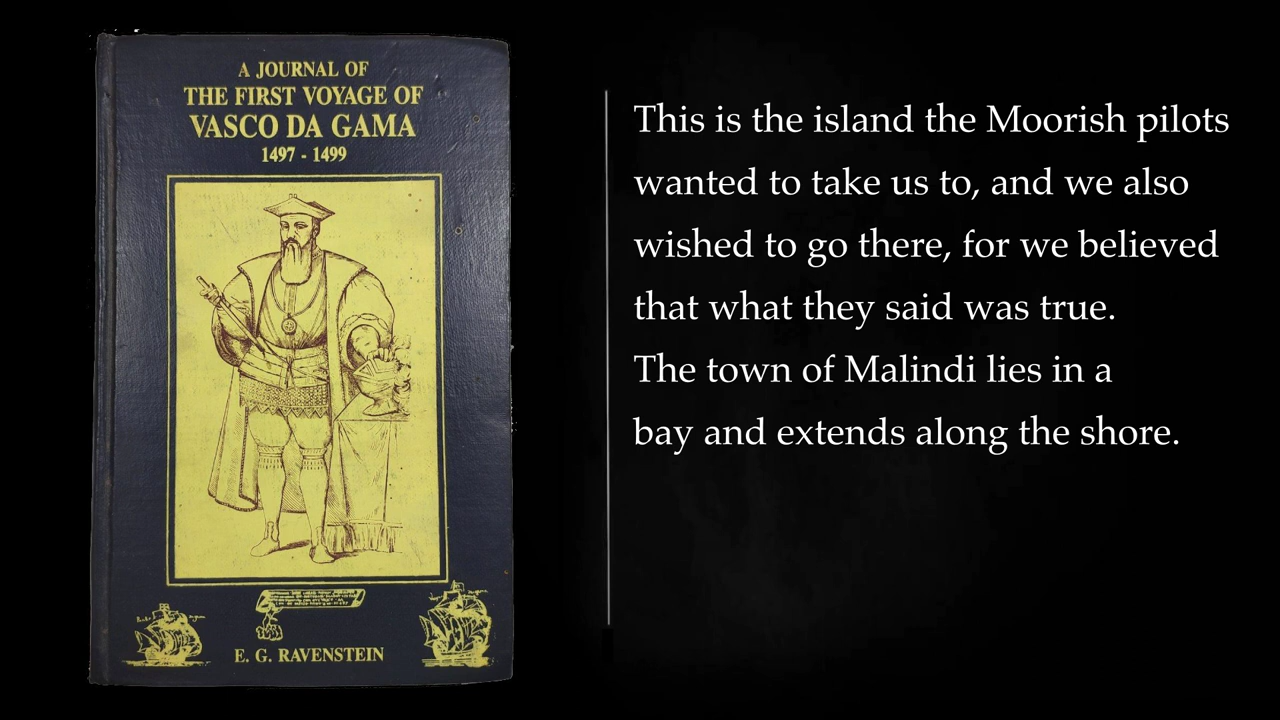 A JOURNAL OF
THE FIRST VOYAGE OF
VASCO DA GAMA
1497 - 1499
E. G. RAVENSTEIN
This is the island the Moorish pilots
wanted to take us to, and we also
wished to go there, for we believed
that what they said was true.
The town of Malindi lies in a
bay and extends along the shore.